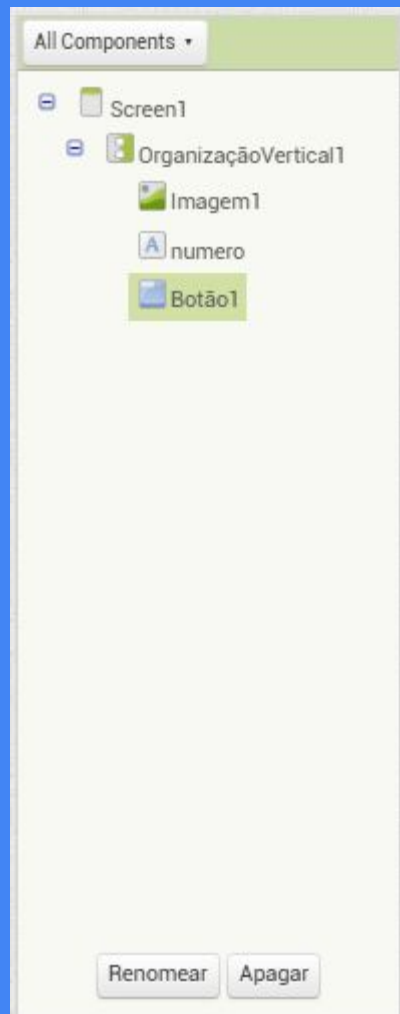 All Components
Screen1
OrganizaçãoVertical1
Imagem1
A numero
Botão1
Renomear Apagar